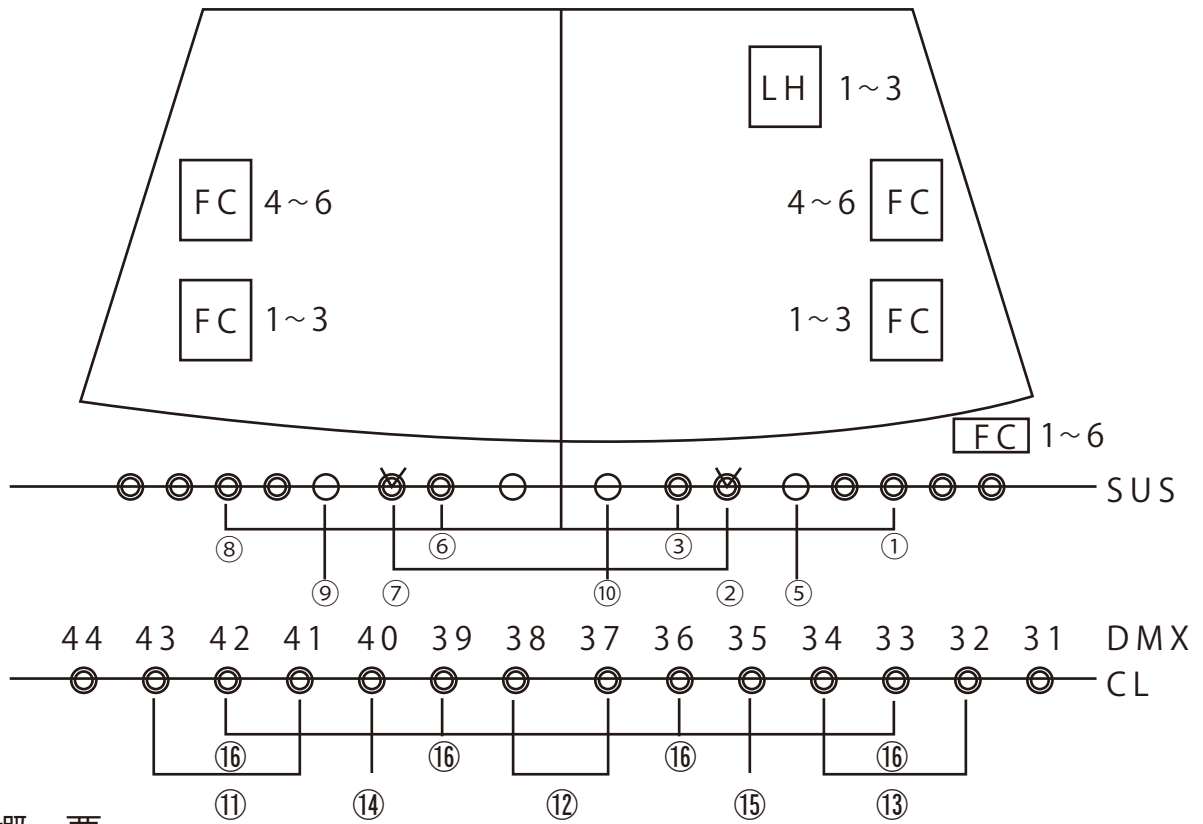 LH 1～3
FC 4～6 4～6 FC
FC 1～3 1～3 FC
FC 1～6
SUS
⑧ ⑥ ③ ①
⑨ ⑦ ⑩ ② ⑤
44 43 42 41 40 39 38 37 36 35 34 33 32 31 DMX
CL
⑯ ⑯ ⑯ ⑯
⑪ ⑭ ⑫ ⑮ ⑬